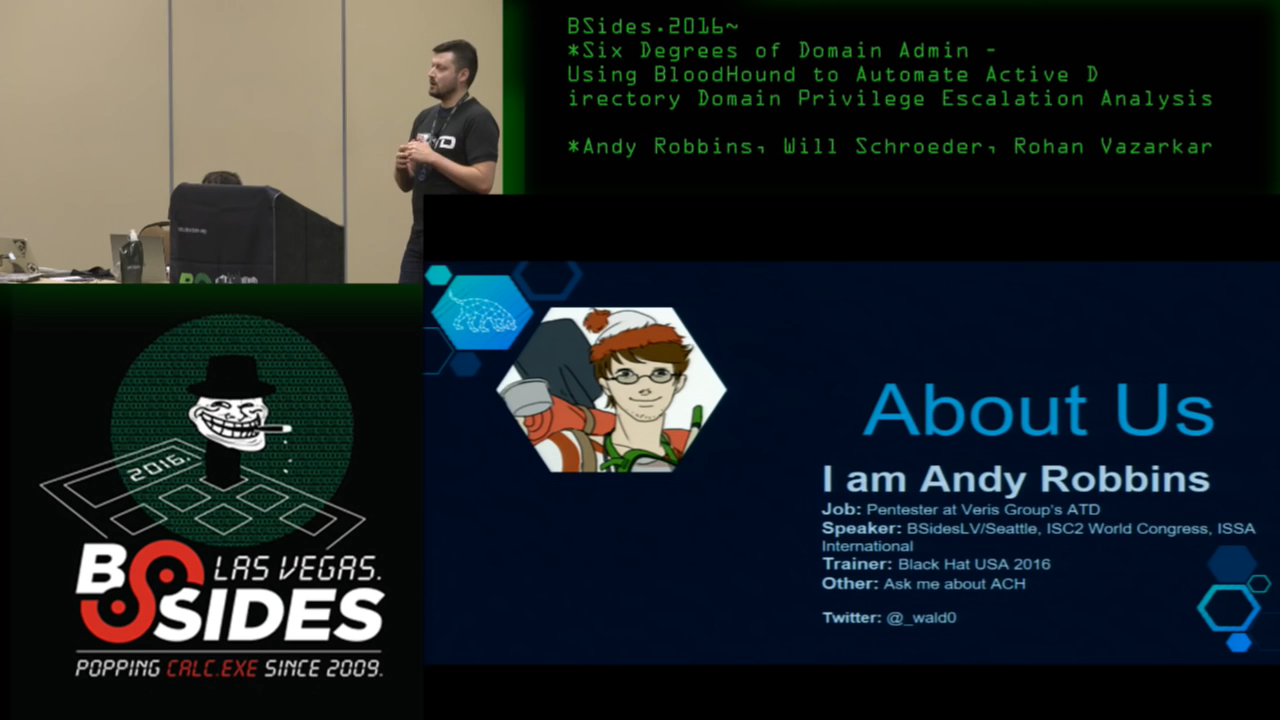 BSides.2016~
*Six Degrees of Domain Admin -
Using BloodHound to Automate Active D
irectory Domain Privilege Escalation Analysis
*Andy Robbins, Will Schroeder, Rohan Vazarkar
About Us
I am Andy Robbins
Job: Pentester at Veris Group's ATD
Speaker: BSidesLV/Seattle, ISC2 World Congress, ISSA
International
Trainer: Black Hat USA 2016
Other: Ask me about ACH
Twitter: @_wald0
2016.
BSIDES
LAS VEGAS.
POPPING CALC.EXE SINCE 2009.